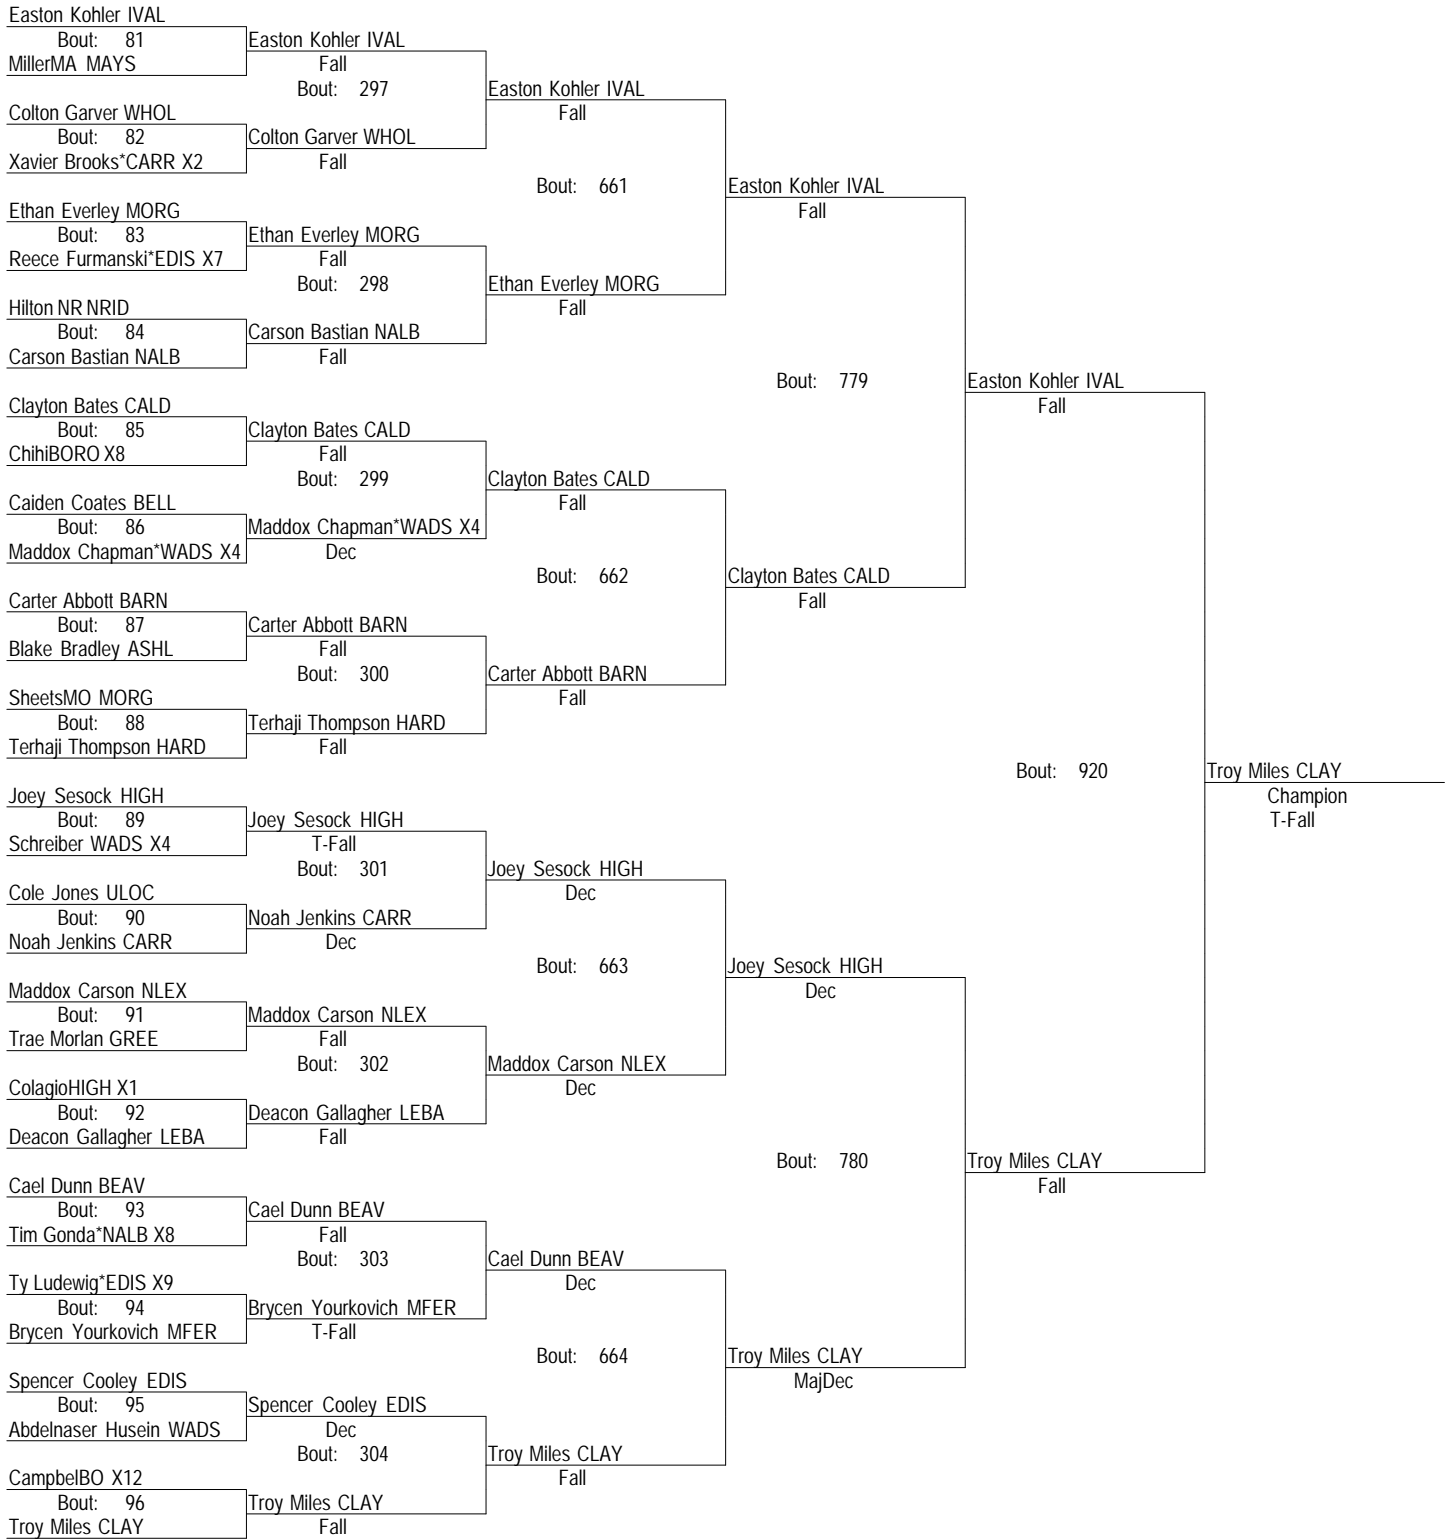 Easton Kohler IVAL
Bout: 81
MillerMA MAYS
Easton Kohler IVAL
Fall
Bout: 297
Colton Garver WHOL
Bout: 82
Xavier Brooks*CARR X2
Colton Garver WHOL
Fall
Easton Kohler IVAL
Fall
Bout: 661
Ethan Everley MORG
Bout: 83
Reece Furmanski*EDIS X7
Ethan Everley MORG
Fall
Bout: 298
Hilton NR NRID
Bout: 84
Carson Bastian NALB
Carson Bastian NALB
Fall
Ethan Everley MORG
Fall
Easton Kohler IVAL
Fall
Bout: 779
Clayton Bates CALD
Bout: 85
ChihiBORO X8
Clayton Bates CALD
Fall
Bout: 299
Caiden Coates BELL
Bout: 86
Maddox Chapman*WADS X4
Maddox Chapman*WADS X4
Dec
Clayton Bates CALD
Fall
Bout: 662
Carter Abbott BARN
Bout: 87
Blake Bradley ASHL
Carter Abbott BARN
Fall
Bout: 300
SheetsMO MORG
Bout: 88
Terhaji Thompson HARD
Terhaji Thompson HARD
Fall
Carter Abbott BARN
Fall
Clayton Bates CALD
Fall
Easton Kohler IVAL
Fall
Bout: 920
Joey Sesock HIGH
Bout: 89
Schreiber WADS X4
Joey Sesock HIGH
T-Fall
Bout: 301
Cole Jones ULOC
Bout: 90
Noah Jenkins CARR
Noah Jenkins CARR
Dec
Joey Sesock HIGH
Dec
Bout: 663
Maddox Carson NLEX
Bout: 91
Trae Morlan GREE
Maddox Carson NLEX
Fall
Bout: 302
ColagioHIGH X1
Bout: 92
Deacon Gallagher LEBA
Deacon Gallagher LEBA
Fall
Maddox Carson NLEX
Dec
Joey Sesock HIGH
Dec
Bout: 780
Cael Dunn BEAV
Bout: 93
Tim Gonda*NALB X8
Cael Dunn BEAV
Fall
Bout: 303
Ty Ludewig*EDIS X9
Bout: 94
Brycen Yourkovich MFER
Brycen Yourkovich MFER
T-Fall
Cael Dunn BEAV
Dec
Bout: 664
Spencer Cooley EDIS
Bout: 95
Abdelnaser Husein WADS
Spencer Cooley EDIS
Dec
Bout: 304
CampbelBO X12
Bout: 96
Troy Miles CLAY
Troy Miles CLAY
Fall
Troy Miles CLAY
Fall
Troy Miles CLAY
MajDec
Troy Miles CLAY
Fall
Troy Miles CLAY
Champion
T-Fall